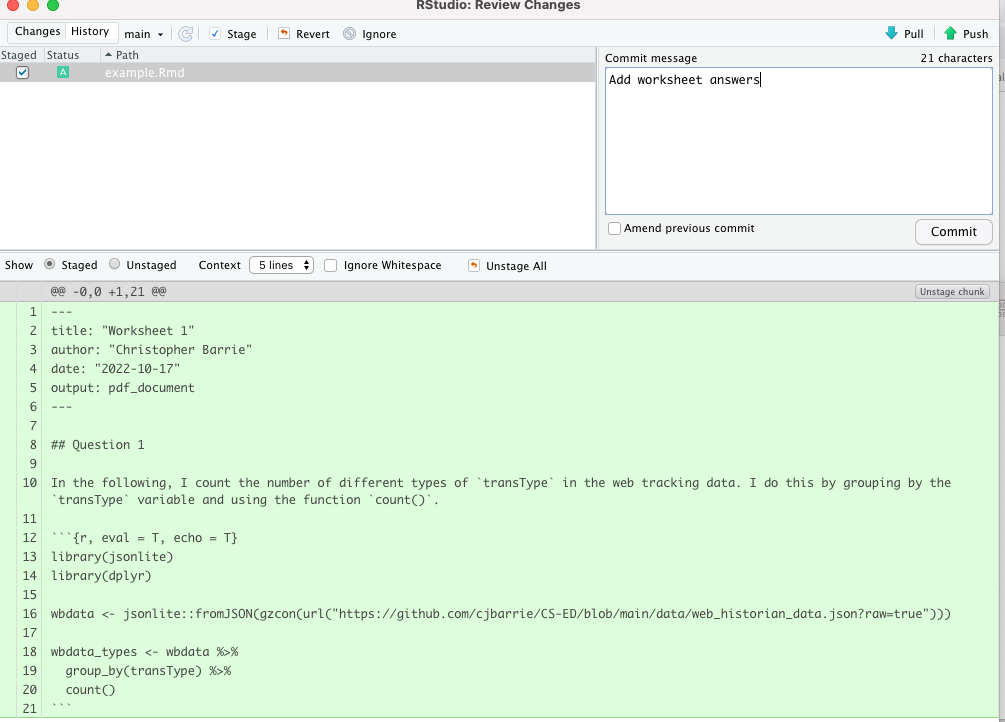 RStudio: Review Changes
Changes History main Stage Revert Ignore Pull Push
Staged Status Path
A example.Rmd
Commit message 21 characters
Add worksheet answers
Amend previous commit Commit
Show Staged Unstaged Context 5 lines Ignore Whitespace Unstage All
@@ -0,0 +1,21 @@ Unstage chunk
1 ---
2 title: "Worksheet 1"
3 author: "Christopher Barrie"
4 date: "2022-10-17"
5 output: pdf_document
6 ---
7
8 ## Question 1
9
10 In the following, I count the number of different types of `transType` in the web tracking data. I do this by grouping by the
`transType` variable and using the function `count()`.
11
12 ```{r, eval = T, echo = T}
13 library(jsonlite)
14 library(dplyr)
15
16 wbdata <- jsonlite::fromJSON(gzcon(url("https://github.com/cjbarrie/CS-ED/blob/main/data/web_historian_data.json?raw=true")))
17
18 wbdata_types <- wbdata %>%
19   group_by(transType) %>%
20   count()
21 ```